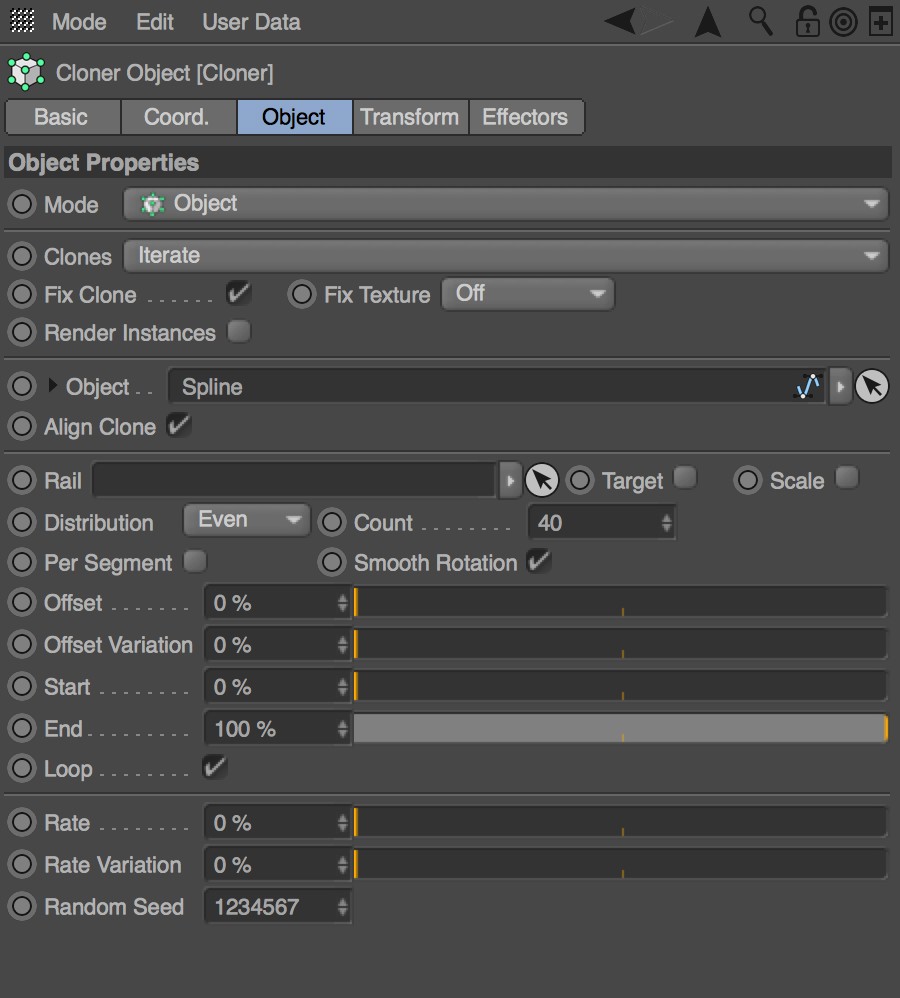 Mode Edit User Data
Cloner Object [Cloner]
Basic Coord. Object Transform Effectors
Object Properties
Mode Object
Clones Iterate
Fix Clone . . . . . . Fix Texture Off
Render Instances
Object . . Spline
Align Clone
Rail Target Scale
Distribution Even Count . . . . . . . . 40
Per Segment Smooth Rotation
Offset . . . . . . . 0 %
Offset Variation 0 %
Start . . . . . . . . 0 %
End . . . . . . . . . 100 %
Loop . . . . . . . .
Rate . . . . . . . . 0 %
Rate Variation 0 %
Random Seed 1234567